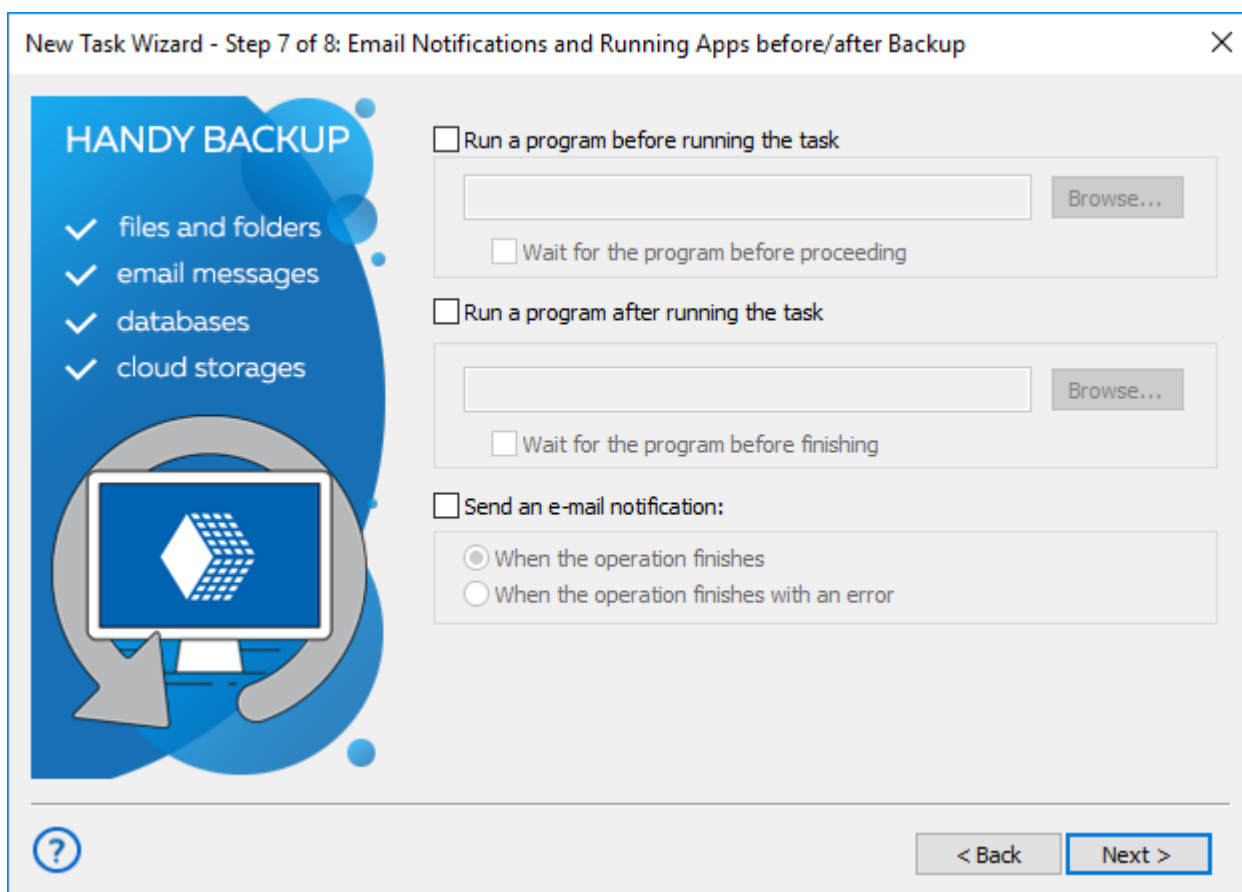 New Task Wizard - Step 7 of 8: Email Notifications and Running Apps before/after Backup
HANDY BACKUP
files and folders
email messages
databases
cloud storages
Run a program before running the task
Browse...
Wait for the program before proceeding
Run a program after running the task
Browse...
Wait for the program before finishing
Send an e-mail notification:
When the operation finishes
When the operation finishes with an error
?
< Back
Next >